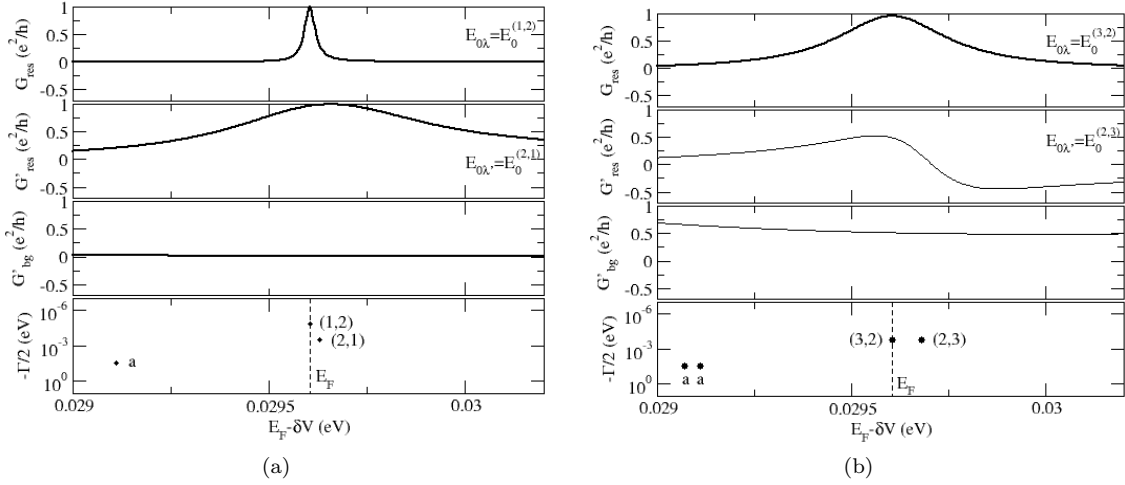 G_res (e²/h)
1
0.5
0
-0.5
E_0λ=E_0^(1,2)
G'_res (e²/h)
1
0.5
0
-0.5
E_0λ'=E_0^(2,1)
G'_bg (e²/h)
1
0.5
0
-0.5
-Γ/2 (eV)
10^-6
10^-3
10^0
(1,2)
(2,1)
a
E_F
0.029
0.0295
0.03
E_F-δV (eV)
(a)
G_res (e²/h)
1
0.5
0
-0.5
E_0λ=E_0^(3,2)
G'_res (e²/h)
1
0.5
0
-0.5
E_0λ'=E_0^(2,3)
G'_bg (e²/h)
1
0.5
0
-0.5
-Γ/2 (eV)
10^-6
10^-3
10^0
(3,2)
(2,3)
a a
E_F
0.029
0.0295
0.03
E_F-δV (eV)
(b)